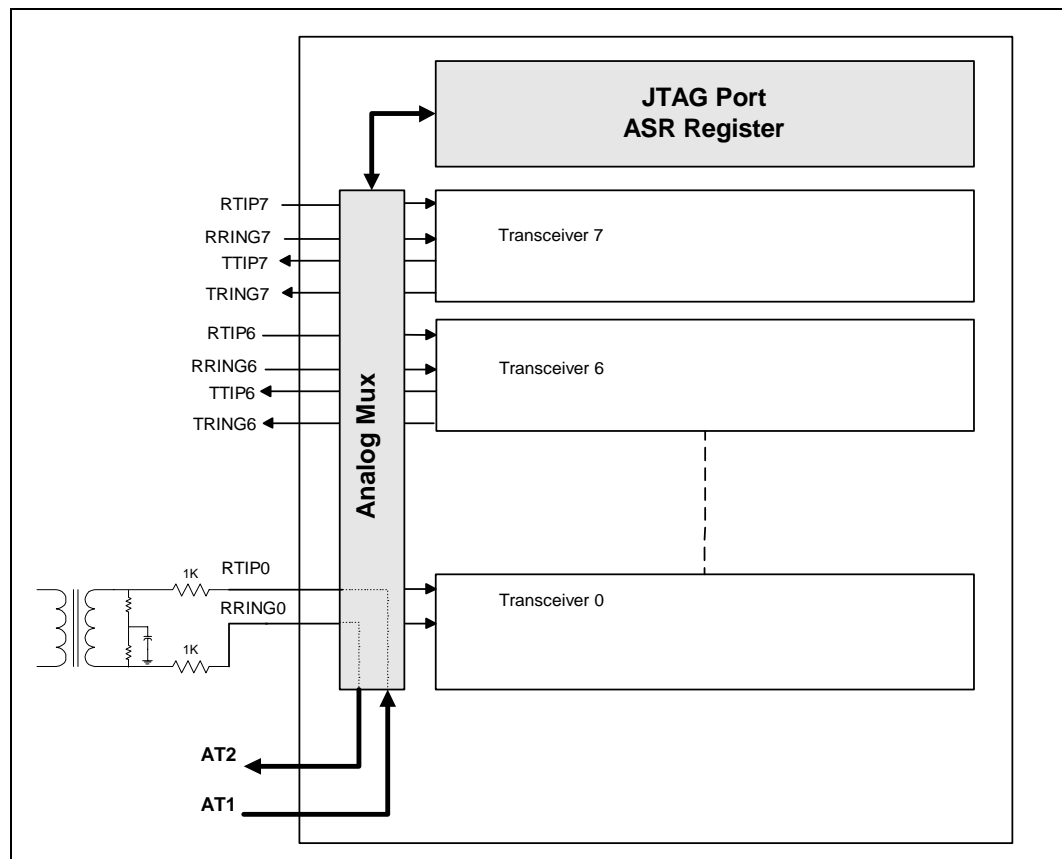 JTAG Port
ASR Register
RTIP7
RRING7
TTIP7
TRING7
Transceiver 7
RTIP6
RRING6
TTIP6
TRING6
Transceiver 6
Analog Mux
1K
RTIP0
RRING0
1K
Transceiver 0
AT2
AT1